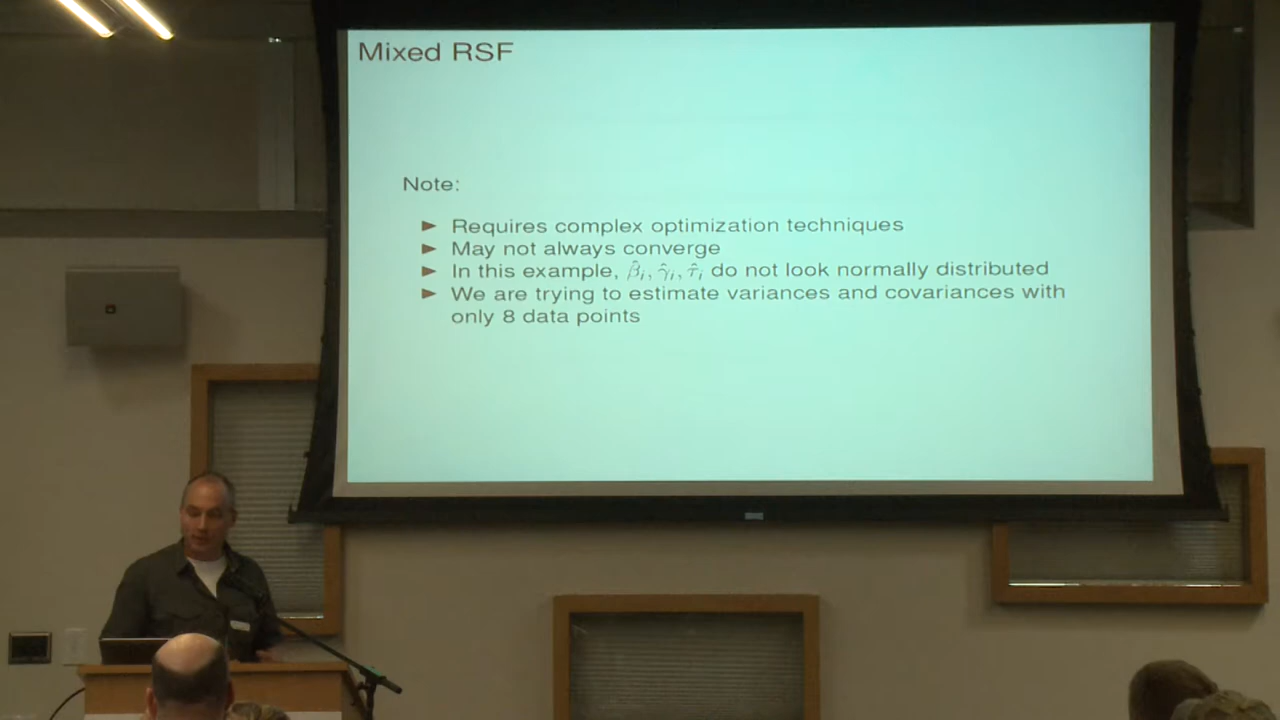 Mixed RSF
Note:
► Requires complex optimization techniques
► May not always converge
► In this example, β̂ᵢ, γ̂ᵢ, τ̂ᵢ do not look normally distributed
► We are trying to estimate variances and covariances with
only 8 data points